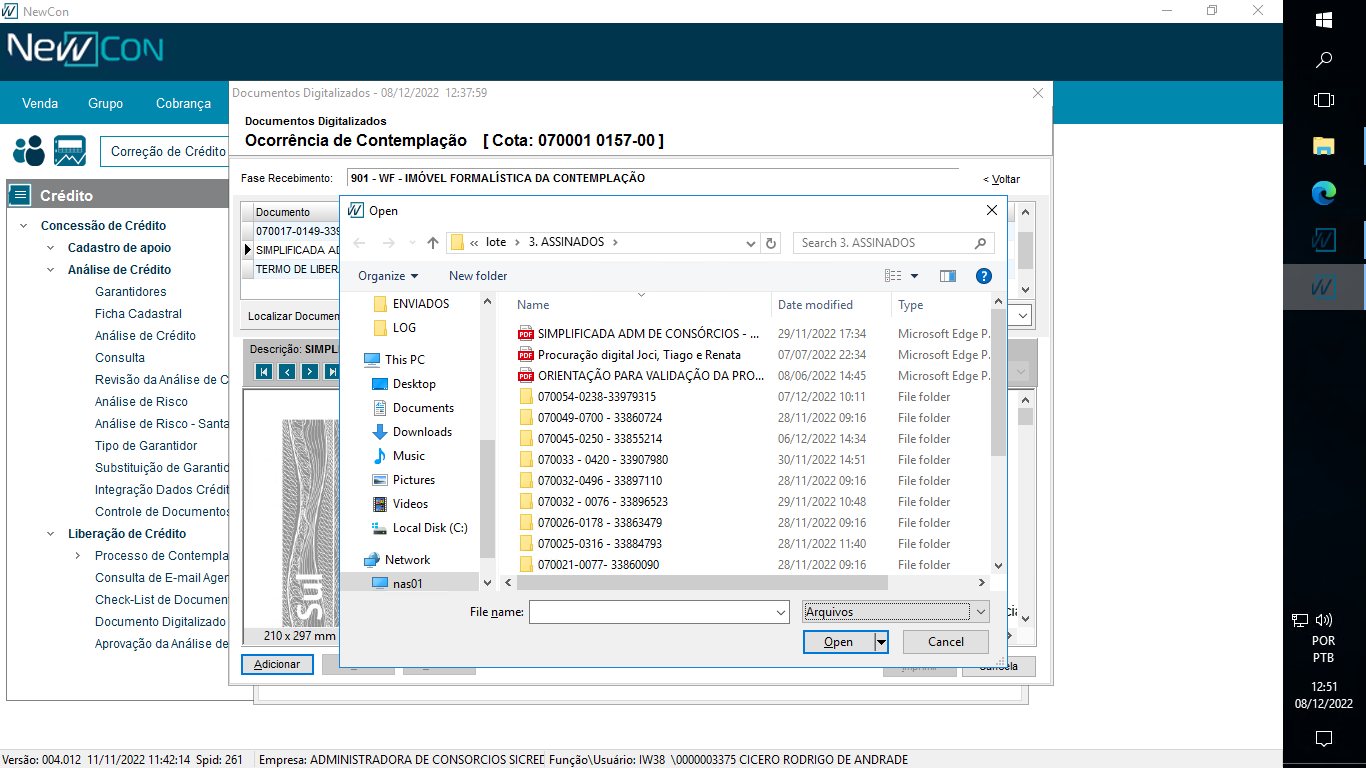 NewCon
NewCon
Venda Grupo Cobrança
Correção de Crédito
Crédito
Concessão de Crédito
Cadastro de apoio
Análise de Crédito
Garantidores
Ficha Cadastral
Análise de Crédito
Consulta
Revisão da Análise de C
Análise de Risco
Análise de Risco - Santa
Tipo de Garantidor
Substituição de Garantid
Integração Dados Crédit
Controle de Documentos
Liberação de Crédito
Processo de Contempla
Consulta de E-mail Ager
Check-List de Documen
Documento Digitalizado
Aprovação da Análise de
Documentos Digitalizados - 08/12/2022 12:37:59
Documentos Digitalizados
Ocorrência de Contemplação [ Cota: 070001 0157-00 ]
Fase Recebimento: 901 - WF - IMÓVEL FORMALÍSTICA DA CONTEMPLAÇÃO
< Voltar
Documento
070017-0149-339
SIMPLIFICADA AD
TERMO DE LIBER
Localizar Documen
Descrição: SIMPL
sul
210 x 297 mm
Adicionar
Cancela
Open
« lote › 3. ASSINADOS ›
Search 3. ASSINADOS
Organize New folder
ENVIADOS
LOG
This PC
Desktop
Documents
Downloads
Music
Pictures
Videos
Local Disk (C:)
Network
nas01
Name Date modified Type
SIMPLIFICADA ADM DE CONSÓRCIOS - ... 29/11/2022 17:34 Microsoft Edge P.
Procuração digital Joci, Tiago e Renata 07/07/2022 22:34 Microsoft Edge P.
ORIENTAÇÃO PARA VALIDAÇÃO DA PRO... 08/06/2022 14:45 Microsoft Edge P.
070054-0238-33979315 07/12/2022 10:11 File folder
070049-0700 - 33860724 28/11/2022 09:16 File folder
070045-0250 - 33855214 06/12/2022 14:34 File folder
070033 - 0420 - 33907980 30/11/2022 14:51 File folder
070032-0496 - 33897110 28/11/2022 09:16 File folder
070032 - 0076 - 33896523 29/11/2022 10:48 File folder
070026-0178 - 33863479 28/11/2022 09:16 File folder
070025-0316 - 33884793 28/11/2022 11:40 File folder
070021-0077- 33860090 28/11/2022 09:16 File folder
File name: Arquivos
Open Cancel
POR
PTB
12:51
08/12/2022
Versão: 004.012 11/11/2022 11:42:14 Spid: 261 Empresa: ADMINISTRADORA DE CONSORCIOS SICRED Função\Usuário: IW38 \0000003375 CICERO RODRIGO DE ANDRADE